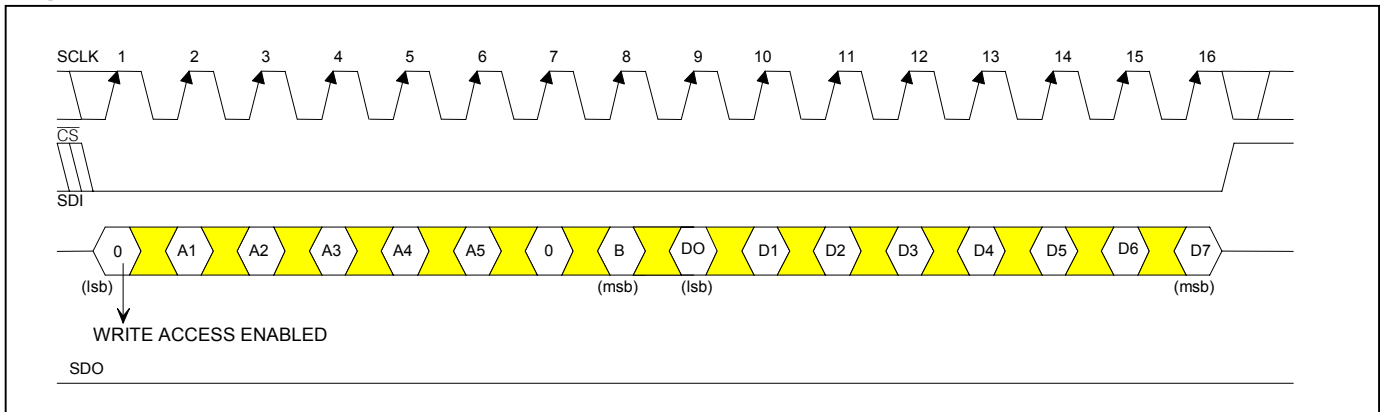 SCLK 1 2 3 4 5 6 7 8 9 10 11 12 13 14 15 16
CS
SDI
0 A1 A2 A3 A4 A5 0 B DO D1 D2 D3 D4 D5 D6 D7
(lsb) (msb) (lsb) (msb)
WRITE ACCESS ENABLED
SDO